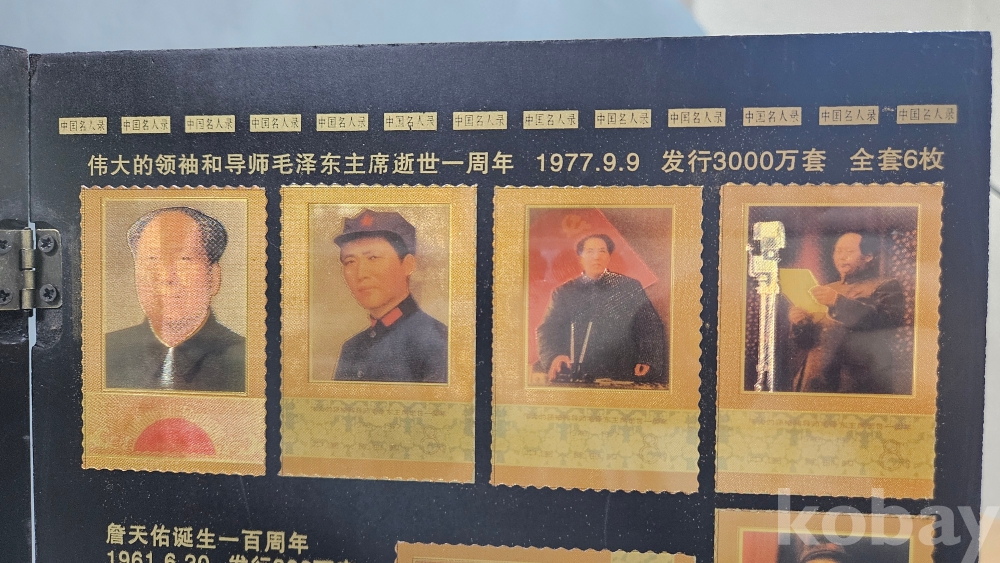 中国名人录 中国名人录 中国名人录 中国名人录 中国名人录 中国名人录 中国名人录 中国名人录 中国名人录 中国名人录 中国名人录 中国名人录 中国名人录
伟大的领袖和导师毛泽东主席逝世一周年 1977.9.9 发行3000万套 全套6枚
詹天佑诞生一百周年
1961.6.20 发行
kobay